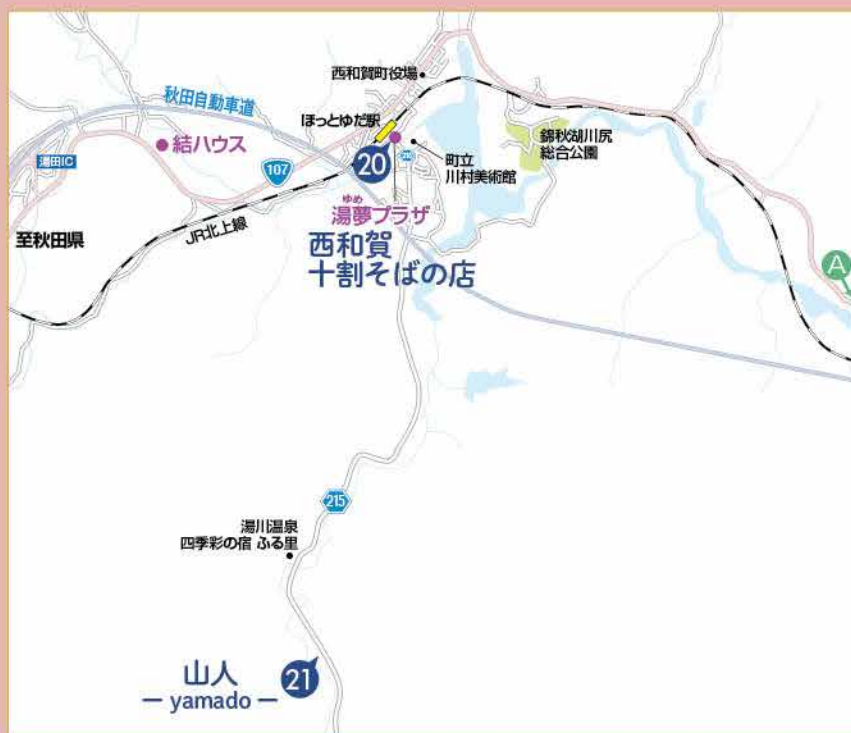 西和賀町役場
秋田自動車道
ほっとゆだ駅
結ハウス
湯田IC
107
20
町立
川村美術館
錦秋湖川尻
総合公園
ゆめ
湯夢プラザ
至秋田県
JR北上線
西和賀
十割そばの店
A
215
湯川温泉
四季彩の宿 ふる里
山人
21
— yamado —